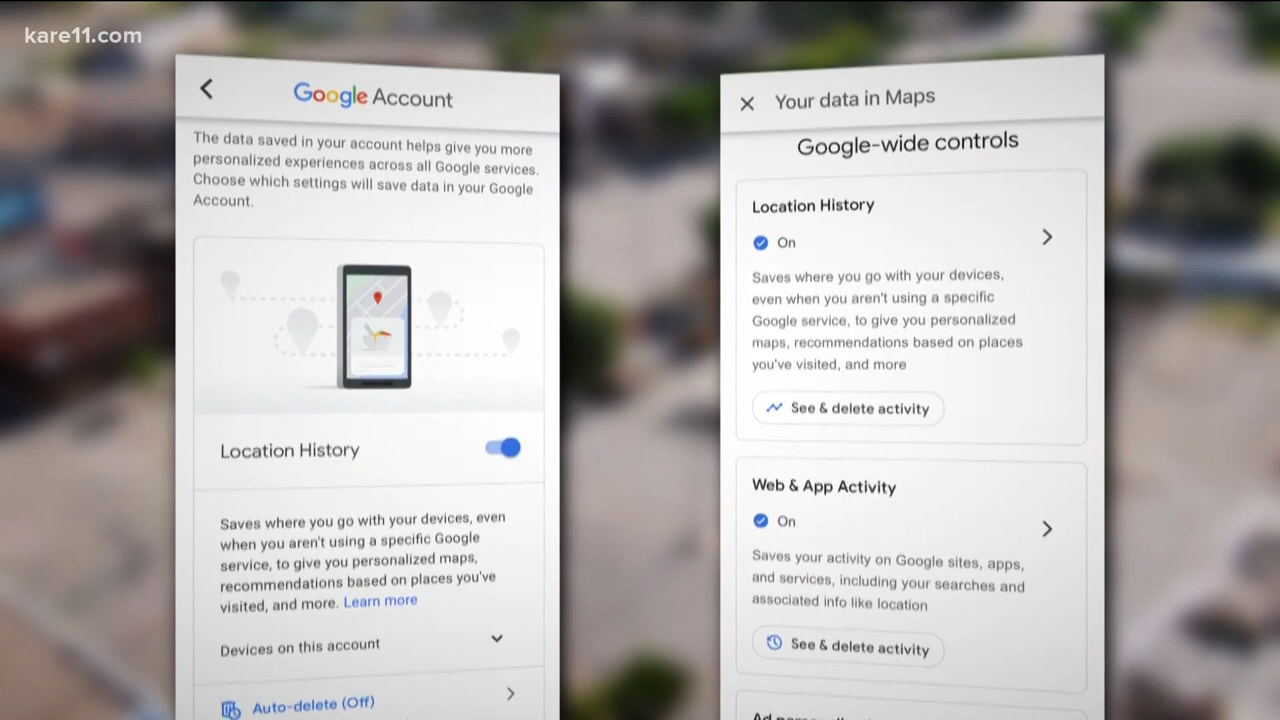 kare11.com
Google Account
The data saved in your account helps give you more
personalized experiences across all Google services.
Choose which settings will save data in your Google
Account.
Location History
Saves where you go with your devices, even
when you aren't using a specific Google
service, to give you personalized maps,
recommendations based on places you've
visited, and more. Learn more
Devices on this account
Auto-delete (Off)
Your data in Maps
Google-wide controls
Location History
On
Saves where you go with your devices,
even when you aren't using a specific
Google service, to give you personalized
maps, recommendations based on places
you've visited, and more
See & delete activity
Web & App Activity
On
Saves your activity on Google sites, apps,
and services, including your searches and
associated info like location
See & delete activity